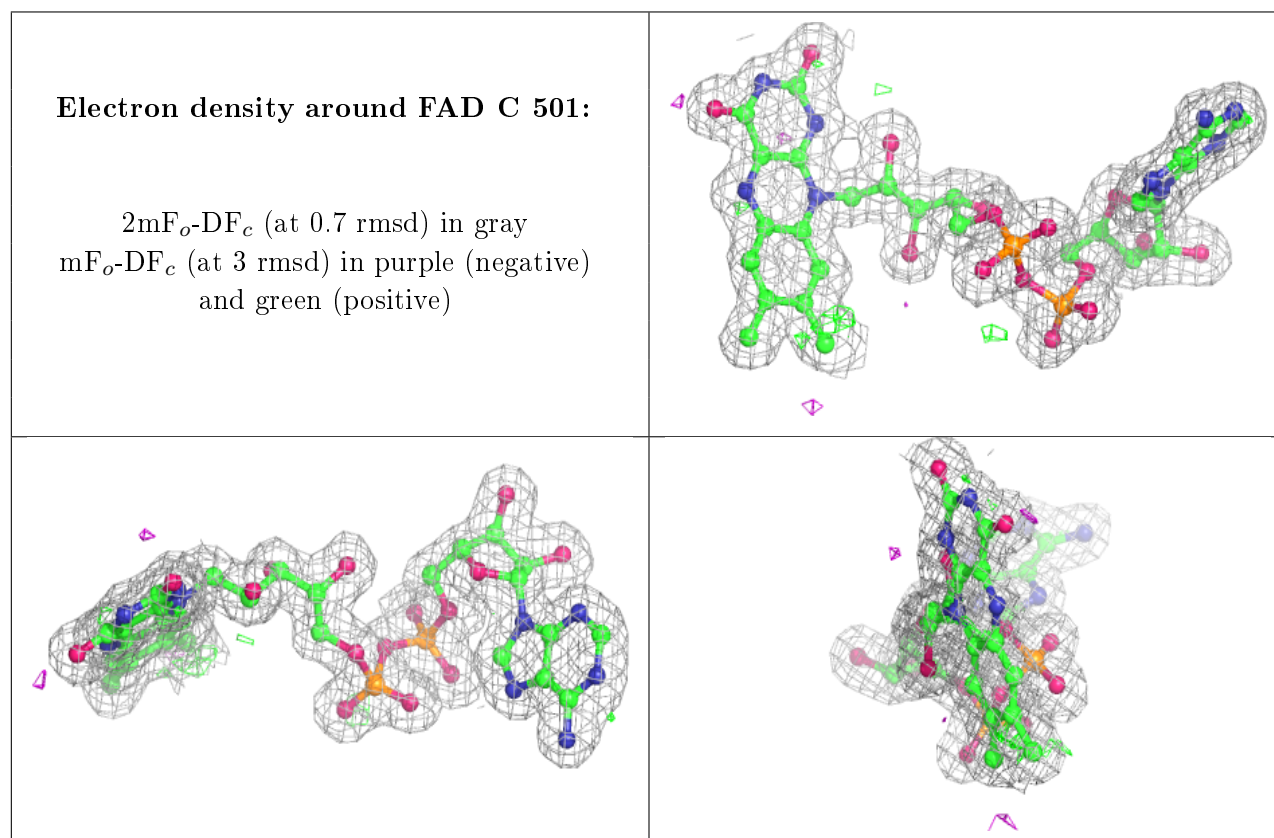 Electron density around FAD C 501:
2mFo-DFc (at 0.7 rmsd) in gray
mFo-DFc (at 3 rmsd) in purple (negative)
and green (positive)